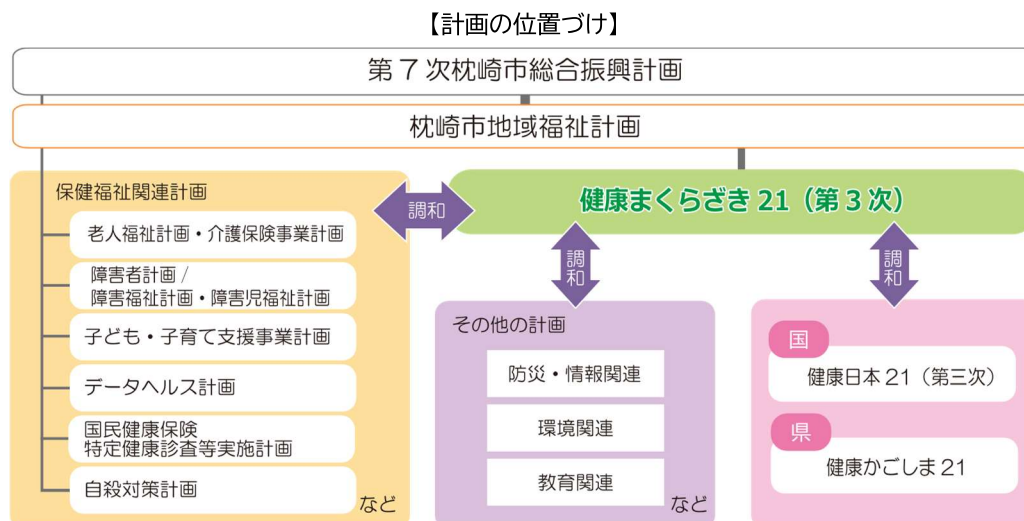 【計画の位置づけ】
第7次枕崎市総合振興計画
枕崎市地域福祉計画
保健福祉関連計画
老人福祉計画・介護保険事業計画
障害者計画/
障害福祉計画・障害児福祉計画
子ども・子育て支援事業計画
データヘルス計画
国民健康保険
特定健康診査等実施計画
自殺対策計画
など
調和
健康まくらざき21(第3次)
調和
調和
その他の計画
防災・情報関連
環境関連
教育関連
など
国
健康日本21(第三次)
県
健康かごしま21